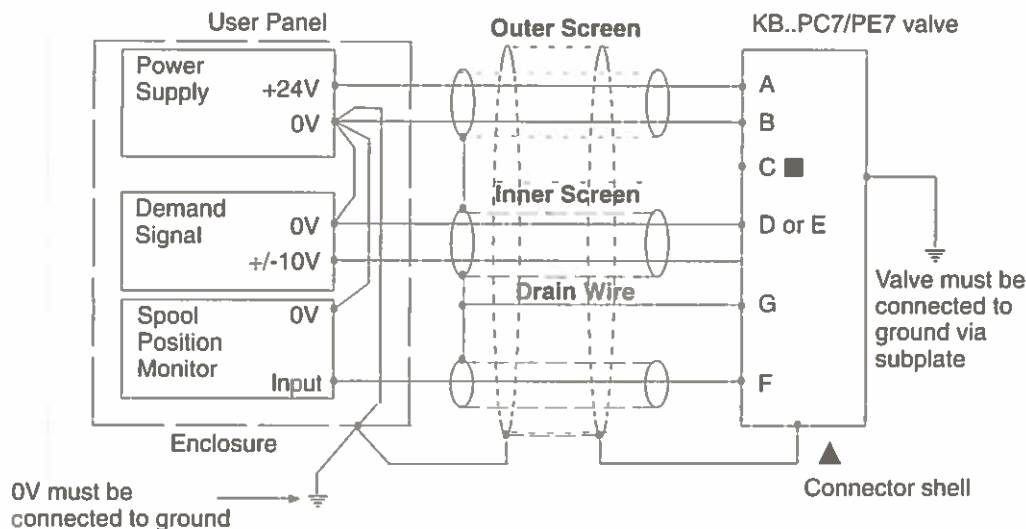 User Panel
Outer Screen
KB..PC7/PE7 valve
Power
Supply
+24V
0V
A
B
C ■
Inner Screen
Demand
Signal
0V
+/-10V
D or E
Drain Wire
Valve must be
connected to
ground via
subplate
Spool
Position
Monitor
0V
Input
G
F
Enclosure
0V must be
connected to ground
▲
Connector shell